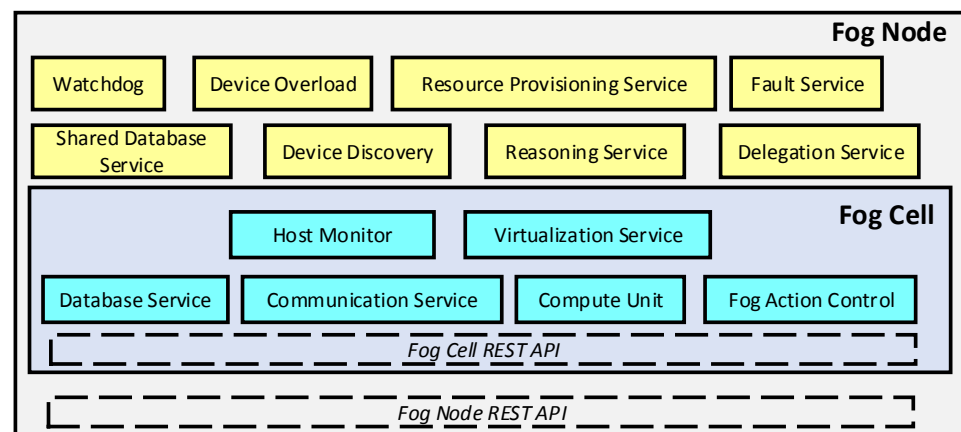 Fog Node
Watchdog
Device Overload
Resource Provisioning Service
Fault Service
Shared Database
Service
Device Discovery
Reasoning Service
Delegation Service
Fog Cell
Host Monitor
Virtualization Service
Database Service
Communication Service
Compute Unit
Fog Action Control
Fog Cell REST API
Fog Node REST API